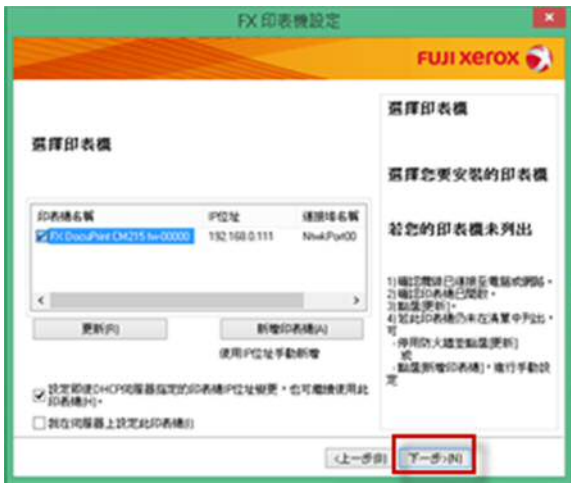 FX 印表機設定
FUJI xerox
選擇印表機
印表機名稱 IP位址 連接埠名稱
FX DocuPrint CM215 fw-00000 192.168.0.111 NtwkPort00
更新(R) 新增印表機(A)
使用IP位址手動新增
設定即使DHCP伺服器指定的印表機IP位址變更,也可繼續使用此
印表機(H)。
我在伺服器上設定此印表機(I)
選擇印表機
選擇您要安裝的印表機
若您的印表機未列出
1)確認纜線已連接至電腦或網路。
2)確認印表機已開啟。
3)點選[更新]。
4)若此印表機仍未在清單中列出,
可
-停用防火牆並點選[更新]
或
-點選[新增印表機],進行手動設
定
<上一步(B) 下一步>(N)